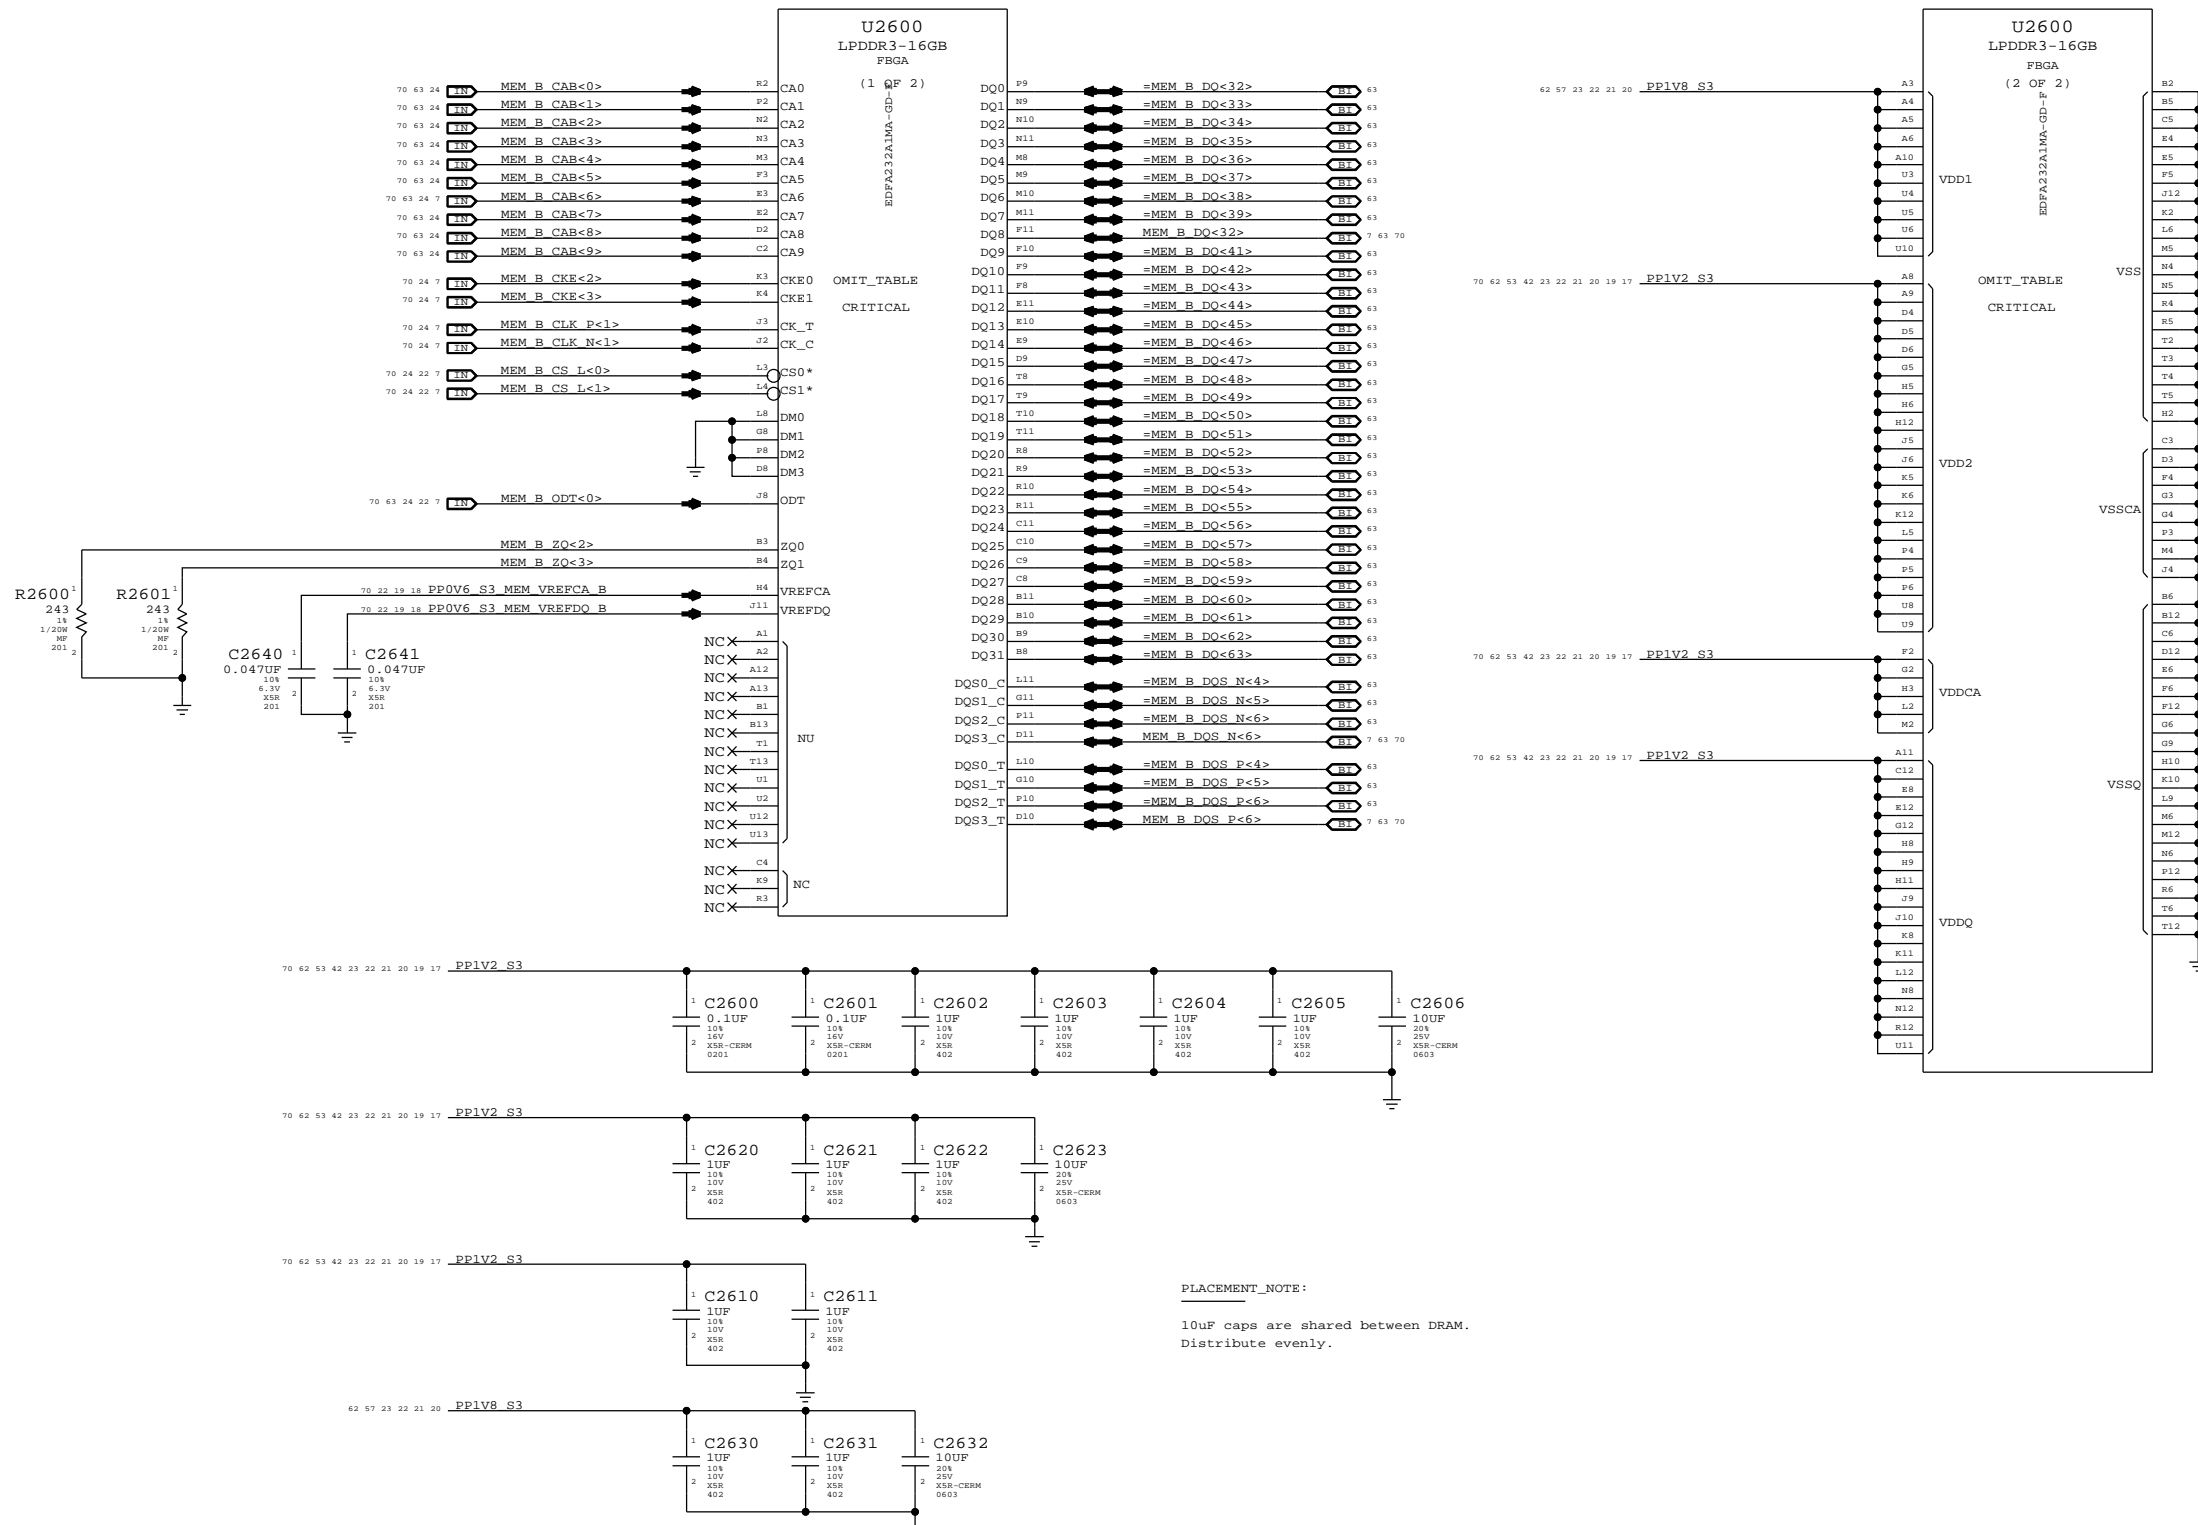 U2600
LPDDR3-16GB
FBGA
(1 OF 2)
EDFA232A1MA-GD-F
OMIT_TABLE
CRITICAL
70 63 24 IN MEM_B_CAB<0> R2 CA0
70 63 24 IN MEM_B_CAB<1> P2 CA1
70 63 24 IN MEM_B_CAB<2> N2 CA2
70 63 24 IN MEM_B_CAB<3> N3 CA3
70 63 24 IN MEM_B_CAB<4> M3 CA4
70 63 24 IN MEM_B_CAB<5> F3 CA5
70 63 24 7 IN MEM_B_CAB<6> E3 CA6
70 63 24 IN MEM_B_CAB<7> E2 CA7
70 63 24 IN MEM_B_CAB<8> D2 CA8
70 63 24 IN MEM_B_CAB<9> C2 CA9
70 24 7 IN MEM_B_CKE<2> K3 CKE0
70 24 7 IN MEM_B_CKE<3> K4 CKE1
70 24 7 IN MEM_B_CLK_P<1> J3 CK_T
70 24 7 IN MEM_B_CLK_N<1> J2 CK_C
70 24 22 7 IN MEM_B_CS_L<0> L3 CS0*
70 24 22 7 IN MEM_B_CS_L<1> L4 CS1*
L8 DM0
G8 DM1
P8 DM2
D8 DM3
70 63 24 22 7 IN MEM_B_ODT<0> J8 ODT
MEM_B_ZQ<2> B3 ZQ0
MEM_B_ZQ<3> B4 ZQ1
70 22 19 18 PP0V6_S3_MEM_VREFCA_B H4 VREFCA
70 22 19 18 PP0V6_S3_MEM_VREFDQ_B J11 VREFDQ
R2600 1
243
1%
1/20W
MF
201 2
R2601 1
243
1%
1/20W
MF
201 2
C2640 1
0.047UF
10%
6.3V 2
X5R
201
1 C2641
0.047UF
10%
2 6.3V
X5R
201
NC A1
NC A2
NC A12
NC A13
NC B1
NC B13
NC T1
NC T13
NC U1
NC U2
NC U12
NC U13
NU
NC C4
NC K9
NC R3
NC
DQ0 P9 =MEM_B_DQ<32> BI 63
DQ1 N9 =MEM_B_DQ<33> BI 63
DQ2 N10 =MEM_B_DQ<34> BI 63
DQ3 N11 =MEM_B_DQ<35> BI 63
DQ4 M8 =MEM_B_DQ<36> BI 63
DQ5 M9 =MEM_B_DQ<37> BI 63
DQ6 M10 =MEM_B_DQ<38> BI 63
DQ7 M11 =MEM_B_DQ<39> BI 63
DQ8 F11 MEM_B_DQ<32> BI 7 63 70
DQ9 F10 =MEM_B_DQ<41> BI 63
DQ10 F9 =MEM_B_DQ<42> BI 63
DQ11 F8 =MEM_B_DQ<43> BI 63
DQ12 E11 =MEM_B_DQ<44> BI 63
DQ13 E10 =MEM_B_DQ<45> BI 63
DQ14 E9 =MEM_B_DQ<46> BI 63
DQ15 D9 =MEM_B_DQ<47> BI 63
DQ16 T8 =MEM_B_DQ<48> BI 63
DQ17 T9 =MEM_B_DQ<49> BI 63
DQ18 T10 =MEM_B_DQ<50> BI 63
DQ19 T11 =MEM_B_DQ<51> BI 63
DQ20 R8 =MEM_B_DQ<52> BI 63
DQ21 R9 =MEM_B_DQ<53> BI 63
DQ22 R10 =MEM_B_DQ<54> BI 63
DQ23 R11 =MEM_B_DQ<55> BI 63
DQ24 C11 =MEM_B_DQ<56> BI 63
DQ25 C10 =MEM_B_DQ<57> BI 63
DQ26 C9 =MEM_B_DQ<58> BI 63
DQ27 C8 =MEM_B_DQ<59> BI 63
DQ28 B11 =MEM_B_DQ<60> BI 63
DQ29 B10 =MEM_B_DQ<61> BI 63
DQ30 B9 =MEM_B_DQ<62> BI 63
DQ31 B8 =MEM_B_DQ<63> BI 63
DQS0_C L11 =MEM_B_DQS_N<4> BI 63
DQS1_C G11 =MEM_B_DQS_N<5> BI 63
DQS2_C P11 =MEM_B_DQS_N<6> BI 63
DQS3_C D11 MEM_B_DQS_N<6> BI 7 63 70
DQS0_T L10 =MEM_B_DQS_P<4> BI 63
DQS1_T G10 =MEM_B_DQS_P<5> BI 63
DQS2_T P10 =MEM_B_DQS_P<6> BI 63
DQS3_T D10 MEM_B_DQS_P<6> BI 7 63 70
U2600
LPDDR3-16GB
FBGA
(2 OF 2)
EDFA232A1MA-GD-F
OMIT_TABLE
CRITICAL
62 57 23 22 21 20 PP1V8_S3 A3
A4
A5
A6
A10
U3
U4
U5
U6
U10
VDD1
70 62 53 42 23 22 21 20 19 17 PP1V2_S3 A8
A9
D4
D5
D6
G5
H5
H6
H12
J5
J6
K5
K6
K12
L5
P4
P5
P6
U8
U9
VDD2
70 62 53 42 23 22 21 20 19 17 PP1V2_S3 F2
G2
H3
L2
M2
VDDCA
70 62 53 42 23 22 21 20 19 17 PP1V2_S3 A11
C12
E8
E12
G12
H8
H9
H11
J9
J10
K8
K11
L12
N8
N12
R12
U11
VDDQ
VSS
B2
B5
C5
E4
E5
F5
J12
K2
L6
M5
N4
N5
R4
R5
T2
T3
T4
T5
H2
VSSCA
C3
D3
F4
G3
G4
P3
M4
J4
VSSQ
B6
B12
C6
D12
E6
F6
F12
G6
G9
H10
K10
L9
M6
M12
N6
P12
R6
T6
T12
70 62 53 42 23 22 21 20 19 17 PP1V2_S3
1 C2600
0.1UF
10%
16V
2 X5R-CERM
0201
1 C2601
0.1UF
10%
16V
2 X5R-CERM
0201
1 C2602
1UF
10%
10V
2 X5R
402
1 C2603
1UF
10%
10V
2 X5R
402
1 C2604
1UF
10%
10V
2 X5R
402
1 C2605
1UF
10%
10V
2 X5R
402
1 C2606
10UF
20%
25V
2 X5R-CERM
0603
70 62 53 42 23 22 21 20 19 17 PP1V2_S3
1 C2620
1UF
10%
10V
2 X5R
402
1 C2621
1UF
10%
10V
2 X5R
402
1 C2622
1UF
10%
10V
2 X5R
402
1 C2623
10UF
20%
25V
2 X5R-CERM
0603
70 62 53 42 23 22 21 20 19 17 PP1V2_S3
1 C2610
1UF
10%
10V
2 X5R
402
1 C2611
1UF
10%
10V
2 X5R
402
PLACEMENT_NOTE:
10uF caps are shared between DRAM.
Distribute evenly.
62 57 23 22 21 20 PP1V8_S3
1 C2630
1UF
10%
10V
2 X5R
402
1 C2631
1UF
10%
10V
2 X5R
402
1 C2632
10UF
20%
25V
2 X5R-CERM
0603